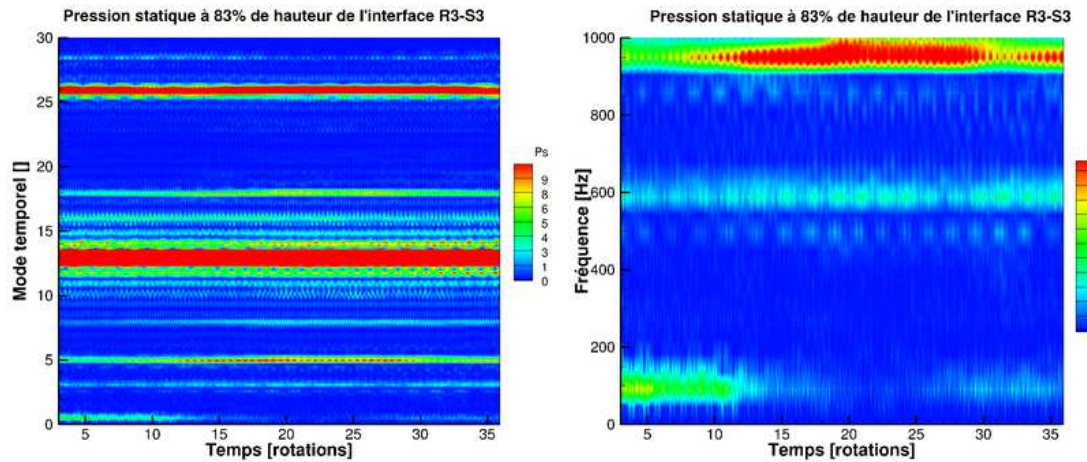 Pression statique à 83% de hauteur de l'interface R3-S3
30
25
20
15
10
5
0
Mode temporel []
5 10 15 20 25 30 35
Temps [rotations]
Ps
9
8
6
5
3
1
0
Pression statique à 83% de hauteur de l'interface R3-S3
1000
800
600
400
200
0
Fréquence [Hz]
5 10 15 20 25 30 35
Temps [rotations]